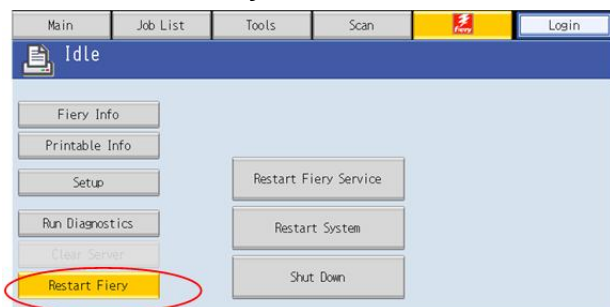 Main Job List Tools Scan fiery Login
Idle
Fiery Info
Printable Info
Setup
Run Diagnostics
Clear Server
Restart Fiery
Restart Fiery Service
Restart System
Shut Down